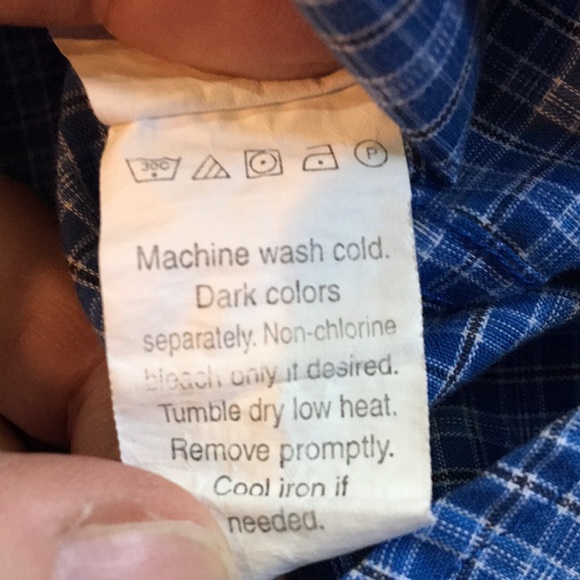 30C P
Machine wash cold.
Dark colors
separately. Non-chlorine
bleach only if desired.
Tumble dry low heat.
Remove promptly.
Cool iron if
needed.